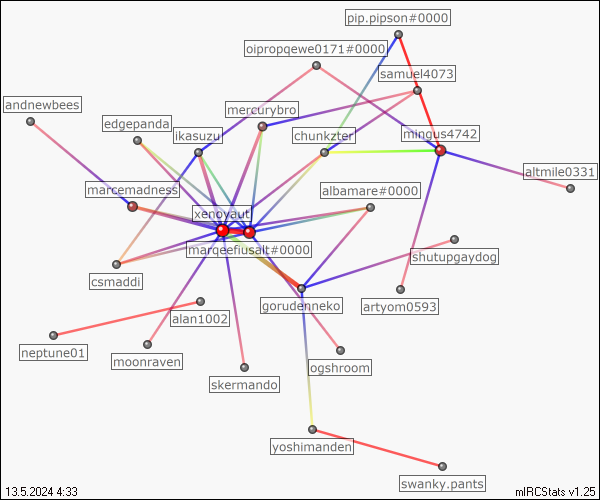 pip.pipson#0000
oipropqewe0171#0000
samuel4073
andnewbees
mercurybro
edgepanda
ikasuzu
chunkzter
mingus4742
altmile0331
marcemadness
albamare#0000
xenoyaut
marqeefiusalt#0000
shutupgaydog
csmaddi
gorudenneko
artyom0593
alan1002
neptune01
moonraven
ogshroom
skermando
yoshimanden
swanky.pants
13.5.2024 4:33
mIRCStats v1.25